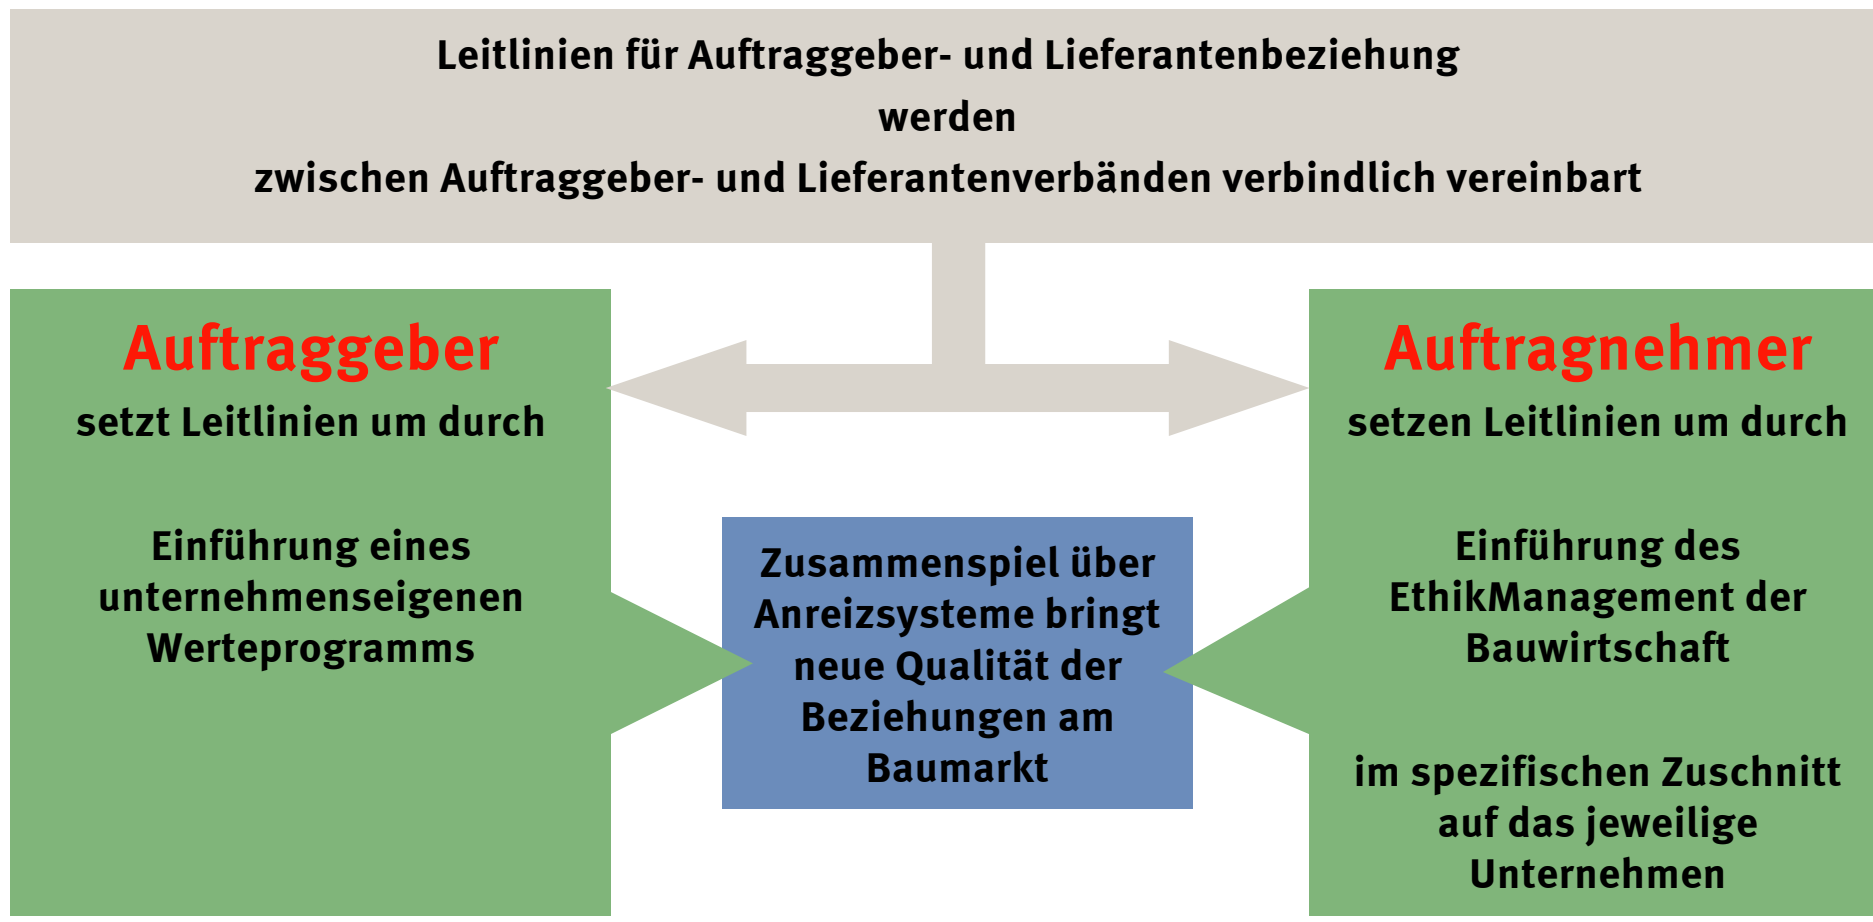 Leitlinien für Auftraggeber- und Lieferantenbeziehung
werden
zwischen Auftraggeber- und Lieferantenverbänden verbindlich vereinbart
Auftraggeber
setzt Leitlinien um durch
Einführung eines
unternehmenseigenen
Werteprogramms
Zusammenspiel über
Anreizsysteme bringt
neue Qualität der
Beziehungen am
Baumarkt
Auftragnehmer
setzen Leitlinien um durch
Einführung des
EthikManagement der
Bauwirtschaft
im spezifischen Zuschnitt
auf das jeweilige
Unternehmen